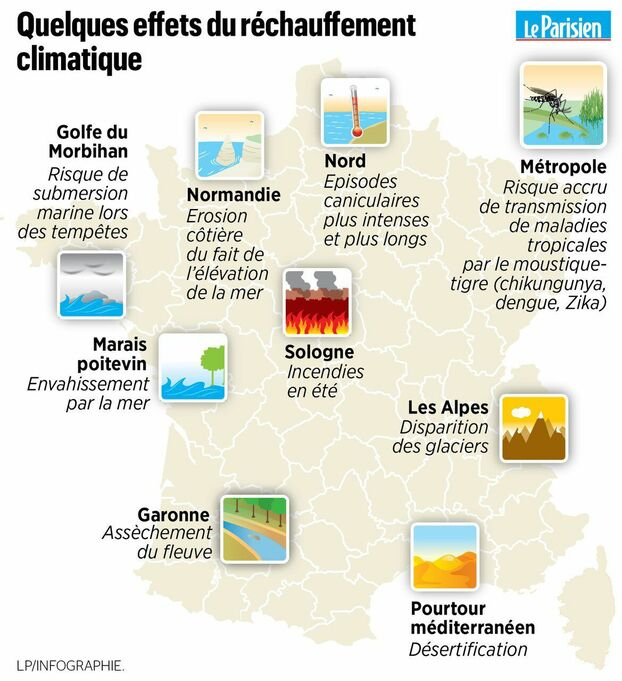 Quelques effets du réchauffement
climatique
Le Parisien
Golfe du
Morbihan
Risque de
submersion
marine lors
des tempêtes
Normandie
Erosion
côtière
du fait de
l'élévation
de la mer
Nord
Episodes
caniculaires
plus intenses
et plus longs
Métropole
Risque accru
de transmission
de maladies
tropicales
par le moustique-
tigre (chikungunya,
dengue, Zika)
Marais
poitevin
Envahissement
par la mer
Sologne
Incendies
en été
Les Alpes
Disparition
des glaciers
Garonne
Assèchement
du fleuve
Pourtour
méditerranéen
Désertification
LP/INFOGRAPHIE.